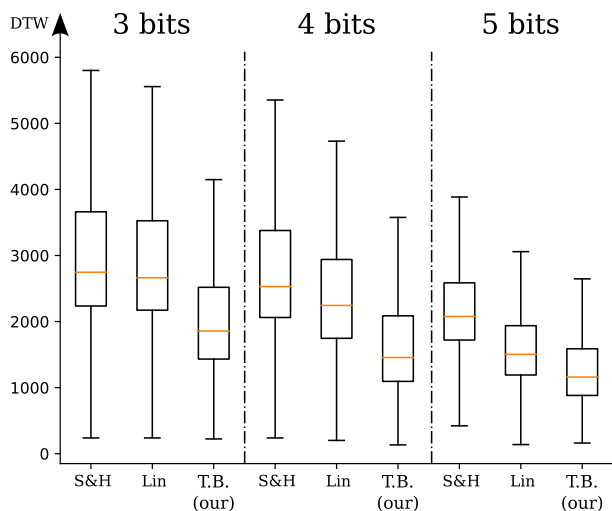 DTW 3 bits 4 bits 5 bits
6000
5000
4000
3000
2000
1000
0
S&H Lin T.B. S&H Lin T.B. S&H Lin T.B.
(our) (our) (our)